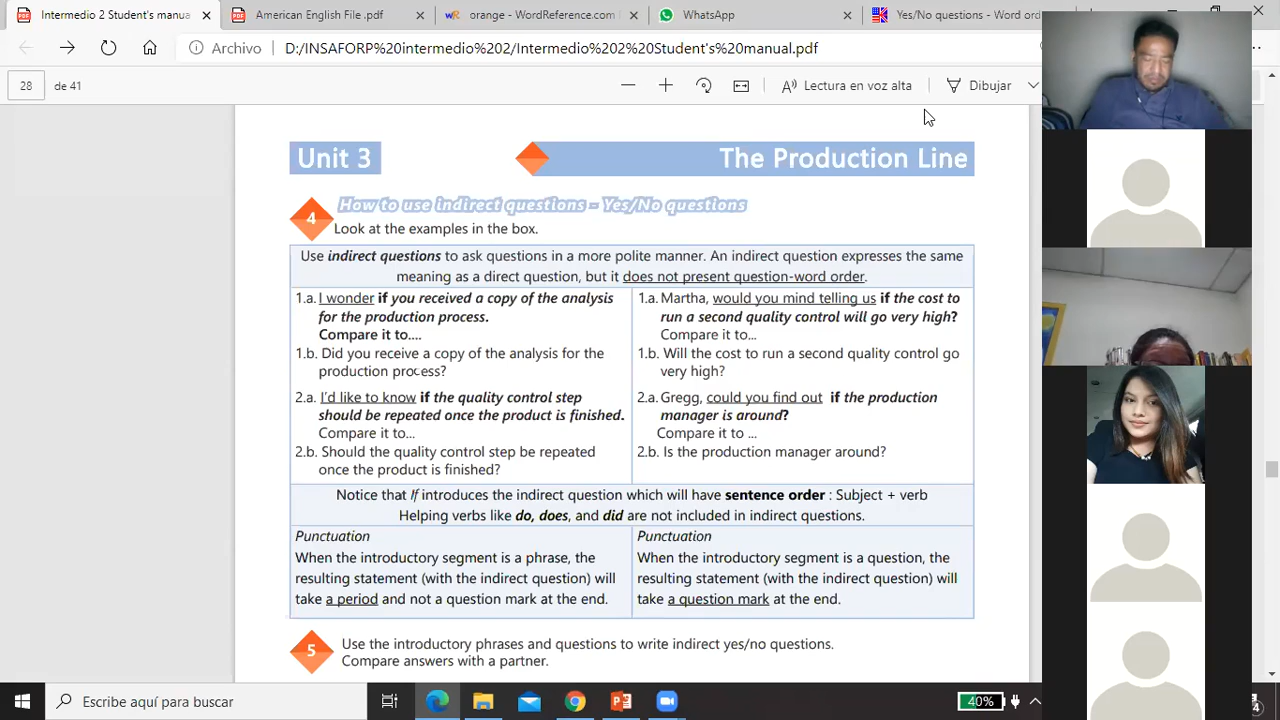 Intermedio 2 Student's manua
American English File.pdf
orange - WordReference.com
WhatsApp
Yes/No questions - Word ord
Archivo D:/INSAFORP%20intermedio%202/Intermedio%202%20Student's%20manual.pdf
28 de 41
Lectura en voz alta
Dibujar
Unit 3
The Production Line
4
How to use indirect questions - Yes/No questions
Look at the examples in the box.
Use indirect questions to ask questions in a more polite manner. An indirect question expresses the same
meaning as a direct question, but it does not present question-word order.
1.a. I wonder if you received a copy of the analysis
for the production process.
Compare it to....
1.b. Did you receive a copy of the analysis for the
production process?
2.a. I'd like to know if the quality control step
should be repeated once the product is finished.
Compare it to...
2.b. Should the quality control step be repeated
once the product is finished?
1.a. Martha, would you mind telling us if the cost to
run a second quality control will go very high?
Compare it to...
1.b. Will the cost to run a second quality control go
very high?
2.a. Gregg, could you find out if the production
manager is around?
Compare it to ...
2.b. Is the production manager around?
Notice that If introduces the indirect question which will have sentence order : Subject + verb
Helping verbs like do, does, and did are not included in indirect questions.
Punctuation
When the introductory segment is a phrase, the
resulting statement (with the indirect question) will
take a period and not a question mark at the end.
Punctuation
When the introductory segment is a question, the
resulting statement (with the indirect question) will
take a question mark at the end.
5
Use the introductory phrases and questions to write indirect yes/no questions.
Compare answers with a partner.
Escribe aquí para buscar
40%